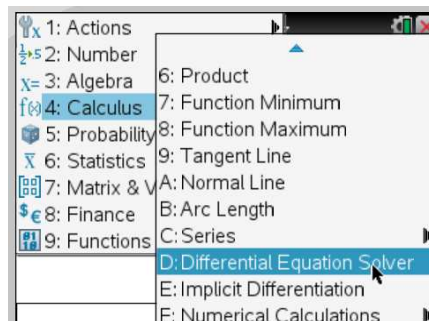 1: Actions
2: Number
3: Algebra
4: Calculus
5: Probability
6: Statistics
7: Matrix & V
8: Finance
9: Functions
6: Product
7: Function Minimum
8: Function Maximum
9: Tangent Line
A: Normal Line
B: Arc Length
C: Series
D: Differential Equation Solver
E: Implicit Differentiation
F: Numerical Calculations